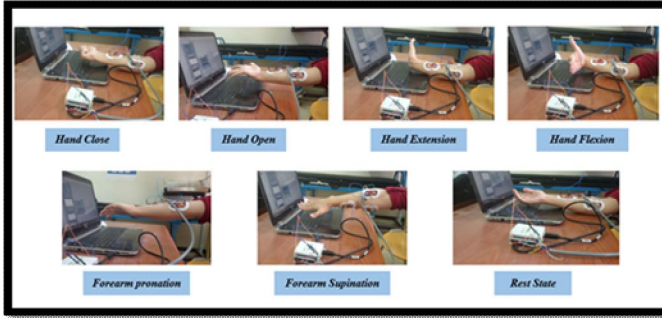 Hand Close
Hand Open
Hand Extension
Hand Flexion
Forearm pronation
Forearm Supination
Rest State